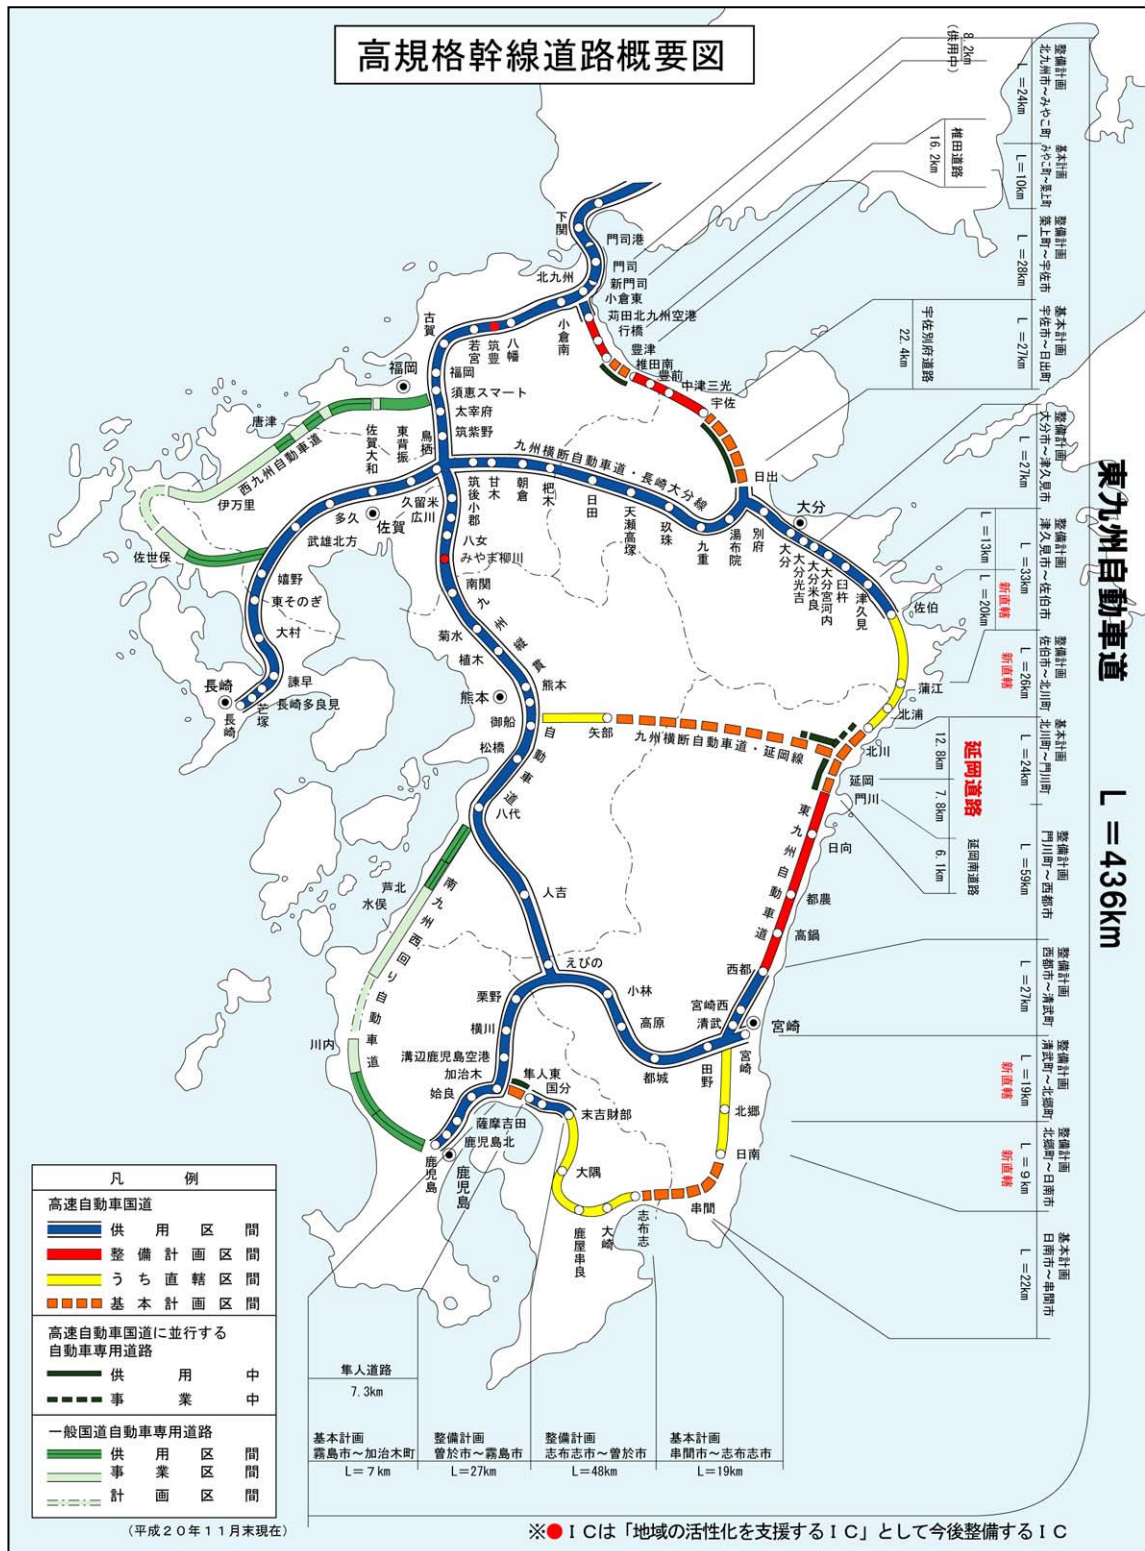 高規格幹線道路概要図
8.2km
(供用中)
整備計画
北九州市～みやこ町
L=24km
椎田道路
16.2km
基本計画
みやこ町～築上町
L=10km
整備計画
築上町～宇佐市
L=28km
宇佐別府道路
22.4km
基本計画
宇佐市～日出町
L=27km
整備計画
大分市～津久見市
L=27km
整備計画
津久見市～佐伯市
L=33km
L=13km
L=20km
新直轄
整備計画
佐伯市～北川町
L=26km
新直轄
基本計画
北川町～門川町
L=24km
延岡道路
12.8km
7.8km
延岡南道路
6.1km
整備計画
門川町～西都市
L=59km
整備計画
西都市～清武町
L=27km
整備計画
清武町～北郷町
L=19km
新直轄
整備計画
北郷町～日南市
L=9km
新直轄
基本計画
日南市～串間市
L=22km
東九州自動車道 L=436km
下関
門司港
門司
新門司
北九州
小倉東
苅田北九州空港
行橋
小倉南
八幡
筑豊
若宮
古賀
豊津
椎田南
豊前
中津三光
宇佐
福岡
福岡
須恵スマート
太宰府
筑紫野
唐津
西九州自動車道
佐賀大和
東背振
鳥栖
九州横断自動車道・長崎大分線
日出
伊万里
多久
佐賀
久留米
広川
筑後小郡
甘木
朝倉
杷木
日田
天瀬高塚
玖珠
九重
湯布院
別府
大分
大分
大分光吉
大分米良
大分宮河内
臼杵
津久見
佐伯
佐世保
武雄北方
八女
みやま柳川
嬉野
南関
東そのぎ
大村
菊水
植木
九州縦貫自動車道
長崎
諫早
長崎多良見
芒塚
長崎
熊本
熊本
御船
矢部
九州横断自動車道・延岡線
蒲江
北浦
北川
延岡
門川
松橋
八代
東九州自動車道
日向
都農
高鍋
芦北
水俣
南九州西回り自動車道
人吉
えびの
西都
栗野
小林
宮崎西
清武
宮崎
宮崎
横川
高原
川内
溝辺鹿児島空港
加治木
隼人東
国分
都城
田野
北郷
姶良
末吉財部
薩摩吉田
鹿児島北
日南
鹿児島
鹿児島
大隅
鹿屋串良
大崎
志布志
串間
凡例
高速自動車国道
供用区間
整備計画区間
うち直轄区間
基本計画区間
高速自動車国道に並行する
自動車専用道路
供用中
事業中
一般国道自動車専用道路
供用区間
事業区間
計画区間
(平成20年11月末現在)
隼人道路
7.3km
基本計画
霧島市～加治木町
L=7km
整備計画
曽於市～霧島市
L=27km
整備計画
志布志市～曽於市
L=48km
基本計画
串間市～志布志市
L=19km
※●ICは「地域の活性化を支援するIC」として今後整備するIC